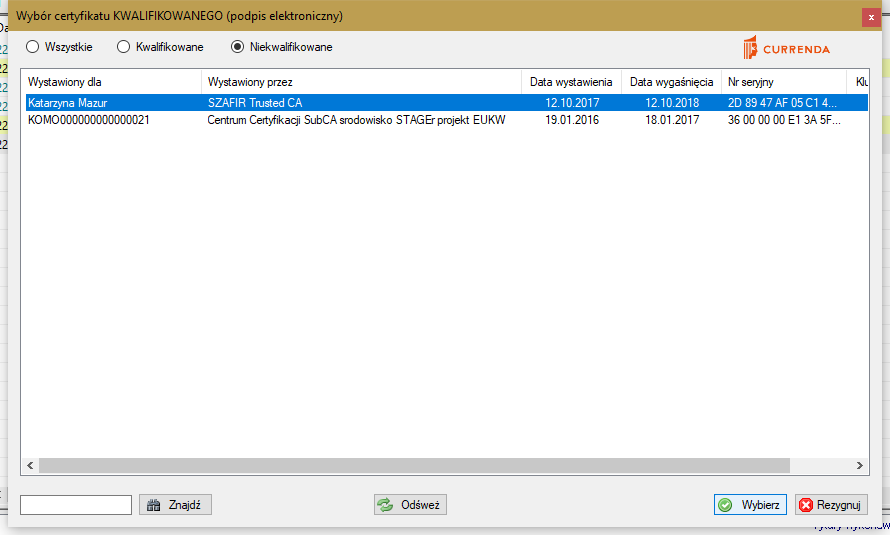 Wybór certyfikatu KWALIFIKOWANEGO (podpis elektroniczny)
Wszystkie Kwalifikowane Niekwalifikowane
CURRENDA
Wystawiony dla Wystawiony przez Data wystawienia Data wygaśnięcia Nr seryjny Klu
Katarzyna Mazur SZAFIR Trusted CA 12.10.2017 12.10.2018 2D 89 47 AF 05 C1 4...
KOMO000000000000021 Centrum Certyfikacji SubCA srodowisko STAGEr projekt EUKW 19.01.2016 18.01.2017 36 00 00 00 E1 3A 5F...
Znajdź Odśwież Wybierz Rezygnuj